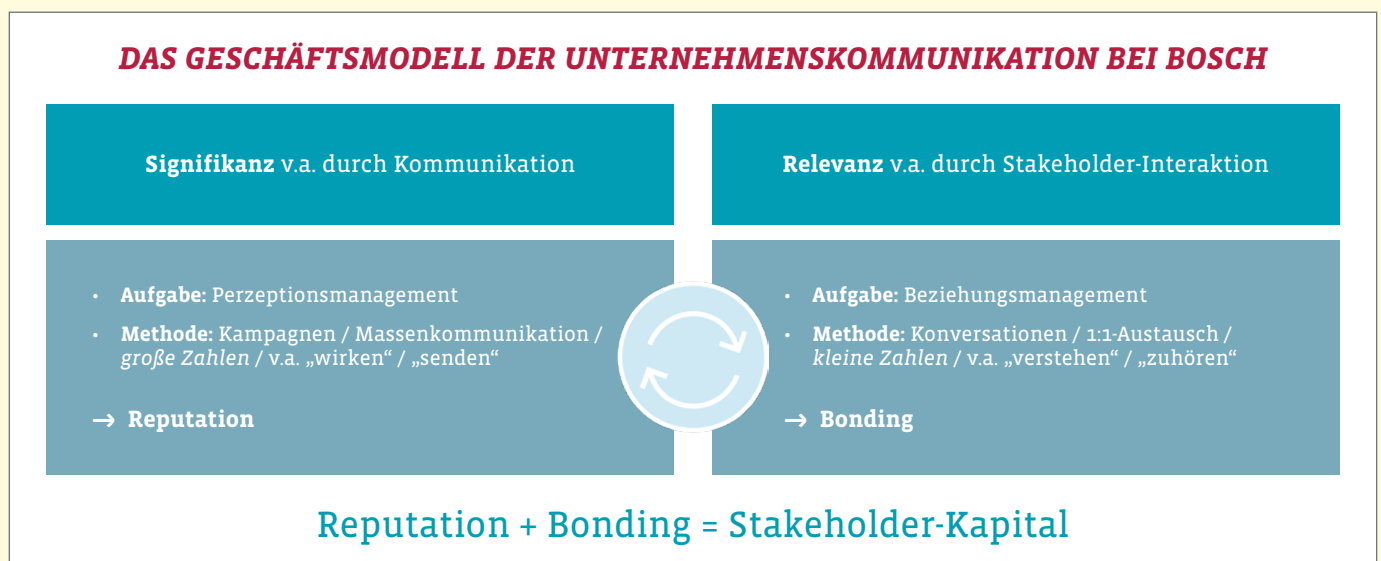 DAS GESCHÄFTSMODELL DER UNTERNEHMENSKOMMUNIKATION BEI BOSCH
Signifikanz v.a. durch Kommunikation
• Aufgabe: Perzeptionsmanagement
• Methode: Kampagnen / Massenkommunikation /
große Zahlen / v.a. „wirken“ / „senden“
→ Reputation
Relevanz v.a. durch Stakeholder-Interaktion
• Aufgabe: Beziehungsmanagement
• Methode: Konversationen / 1:1-Austausch /
kleine Zahlen / v.a. „verstehen“ / „zuhören“
→ Bonding
Reputation + Bonding = Stakeholder-Kapital